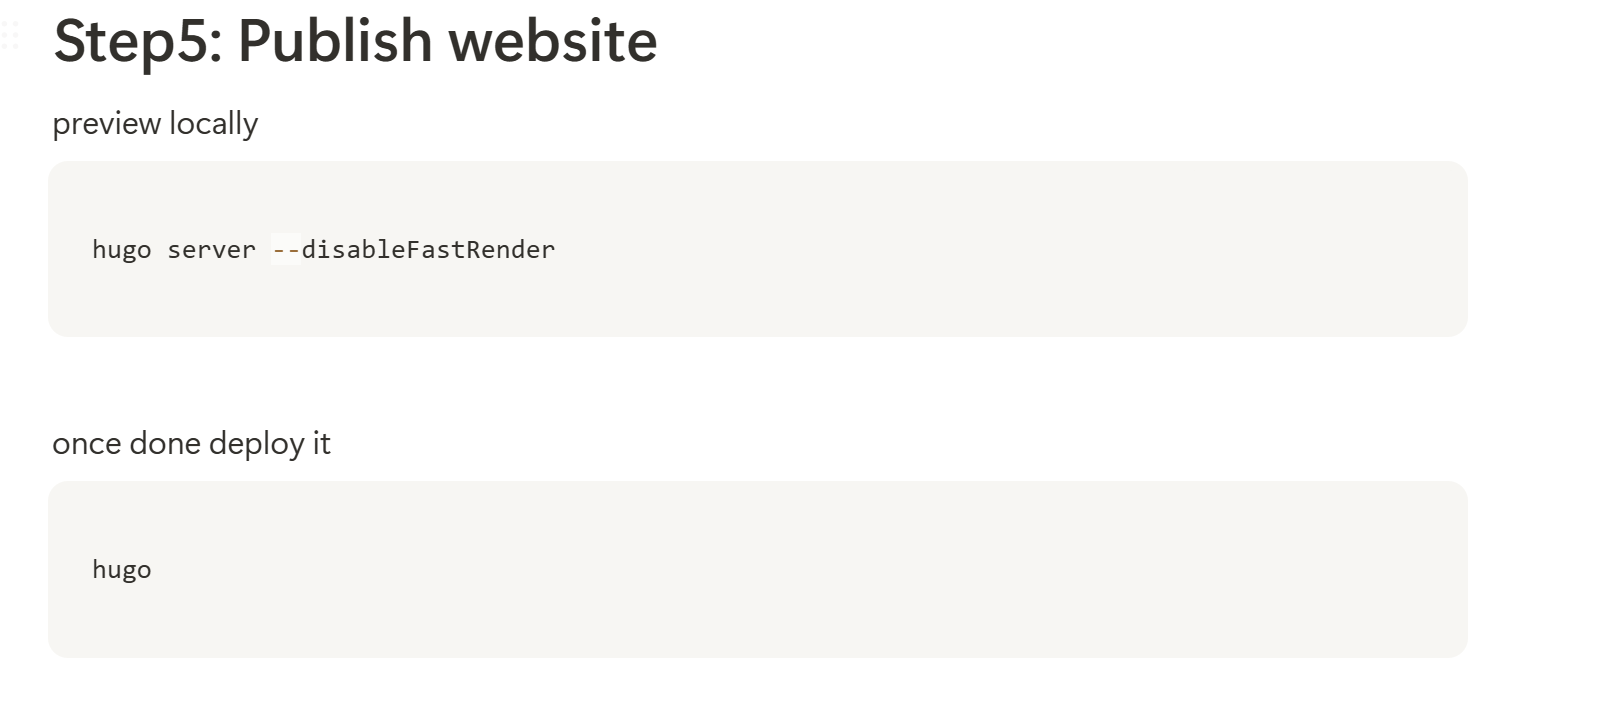 Step5: Publish website
preview locally
hugo server --disableFastRender
once done deploy it
hugo